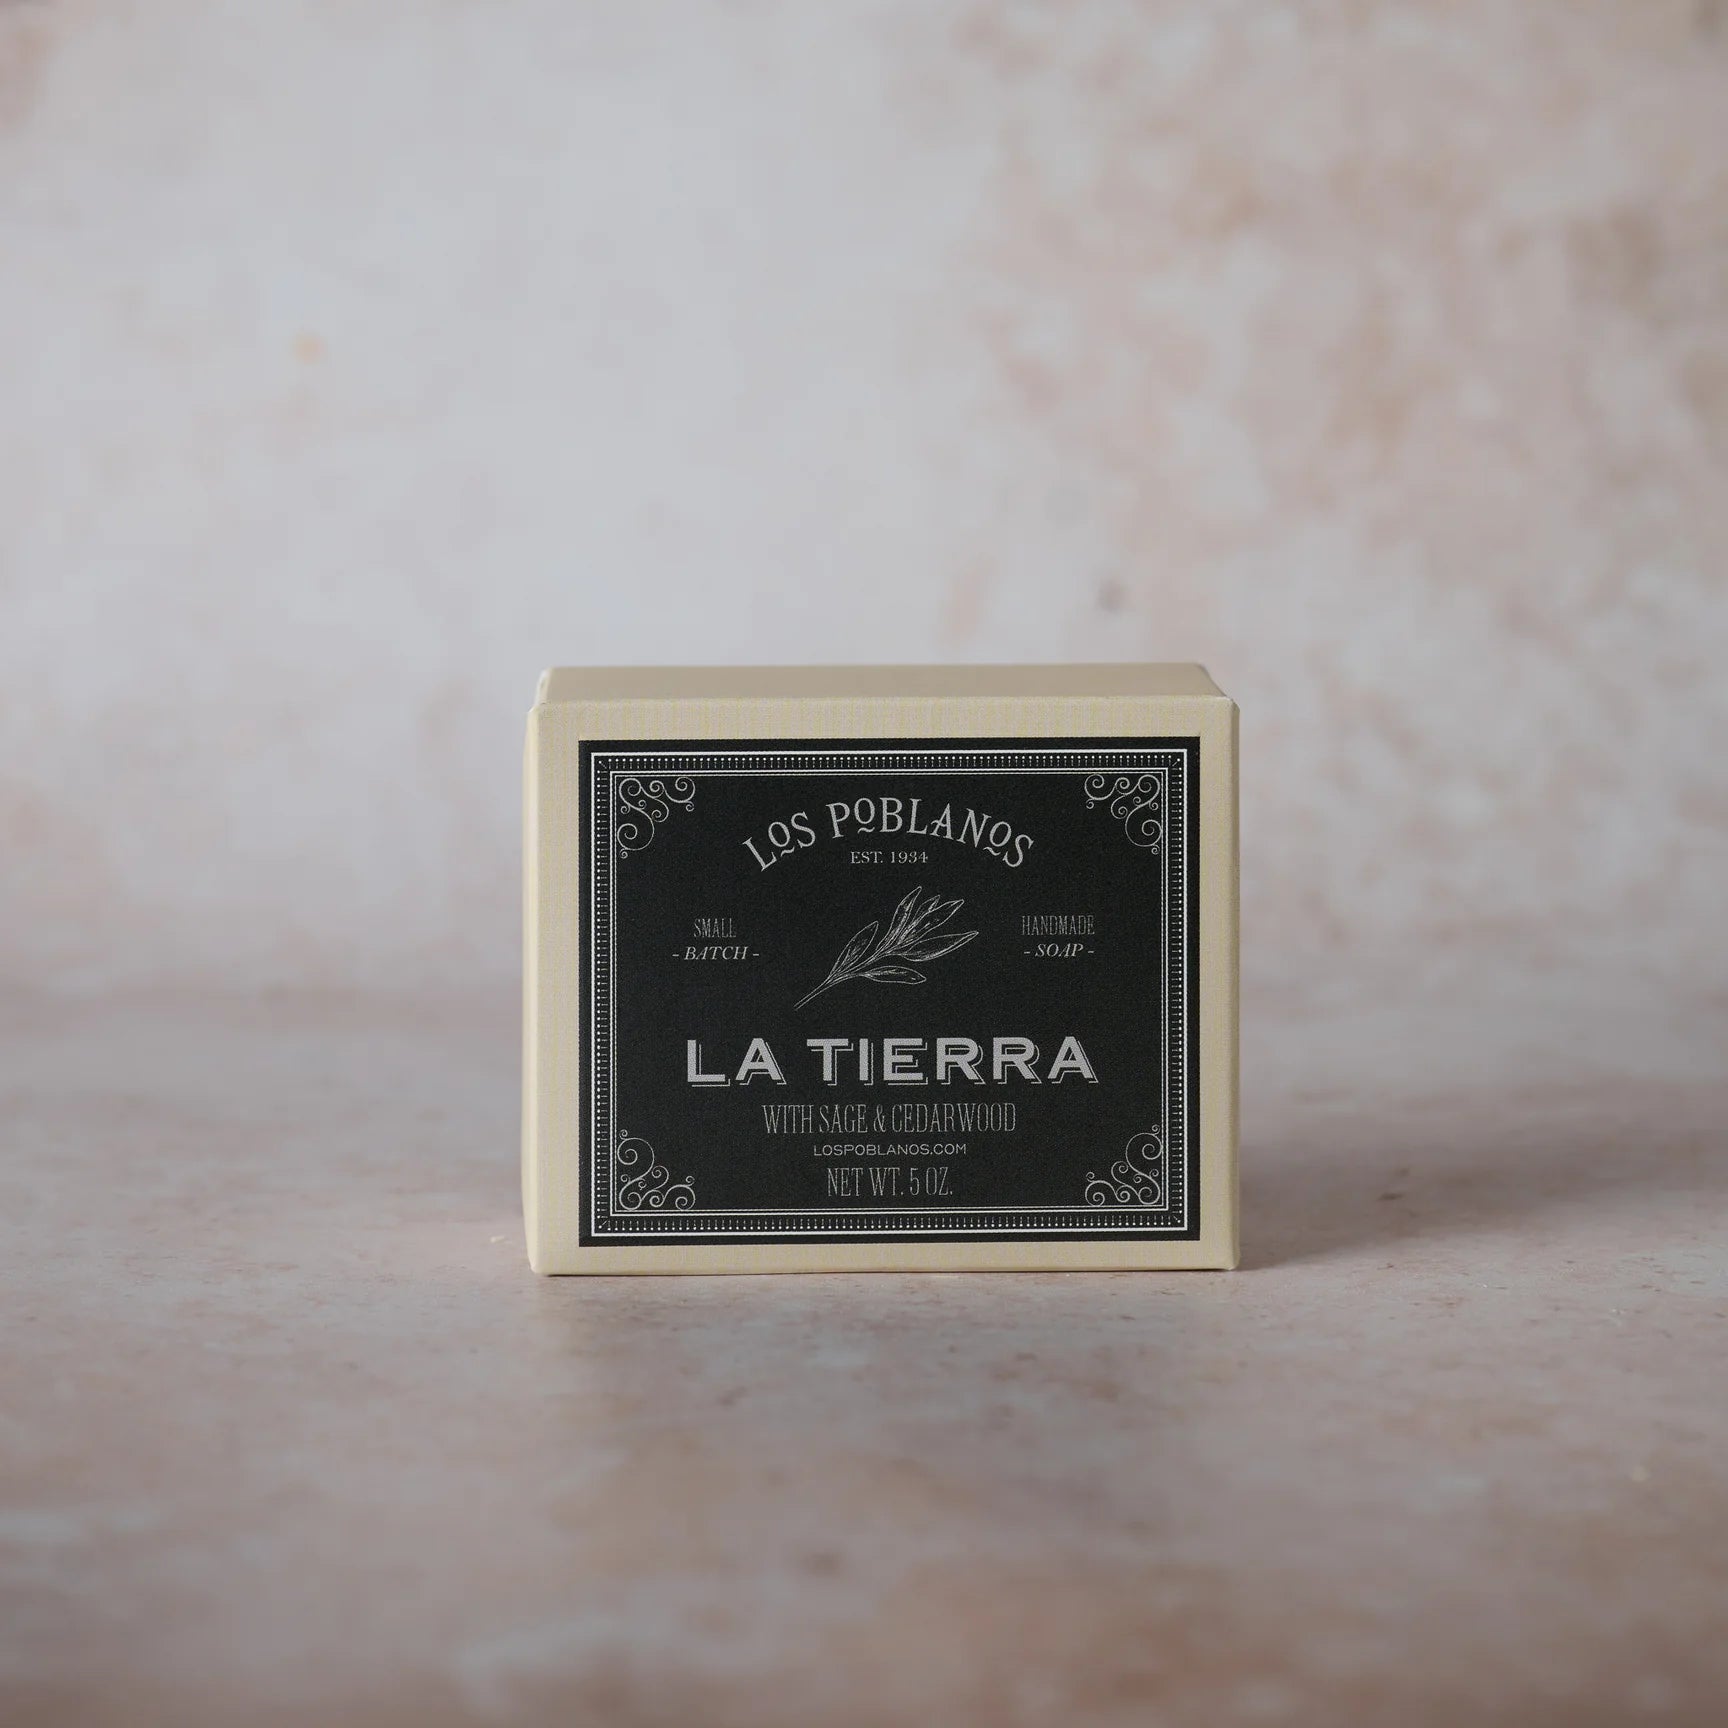 LOS POBLANOS
EST. 1934
SMALL
- BATCH -
HANDMADE
- SOAP -
LA TIERRA
WITH SAGE & CEDARWOOD
LOSPOBLANOS.COM
NET WT. 5 OZ.